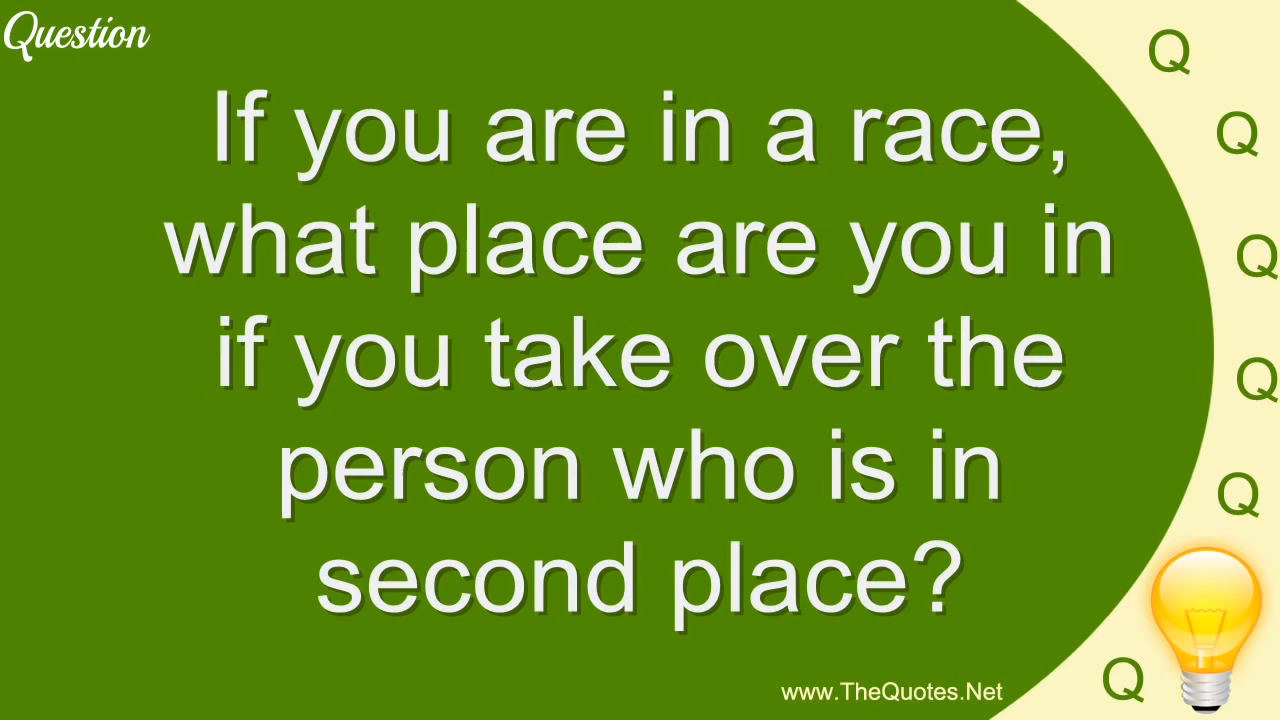 Question
If you are in a race,
what place are you in
if you take over the
person who is in
second place?
Q
Q
Q
Q
Q
Q
www.TheQuotes.Net